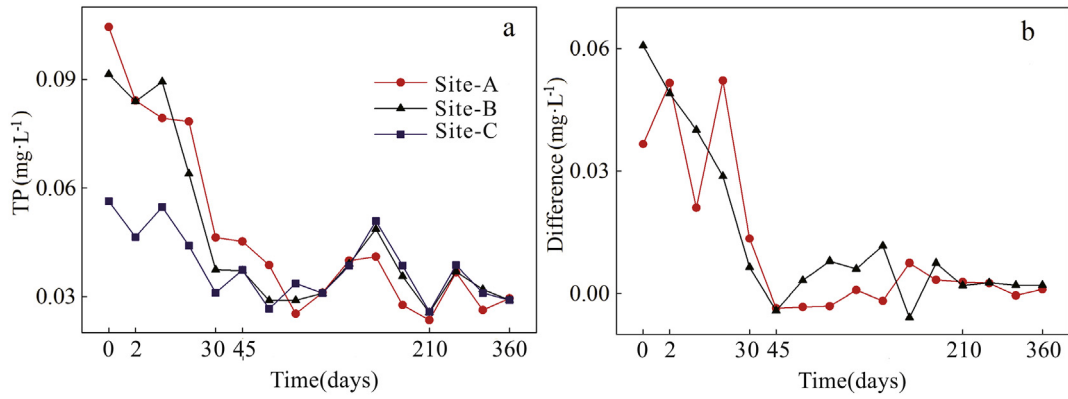 a
0.09
0.06
0.03
TP (mg·L⁻¹)
Site-A
Site-B
Site-C
0 2 30 45 210 360
Time(days)
b
0.06
0.03
0.00
Difference (mg·L⁻¹)
0 2 30 45 210 360
Time(days)